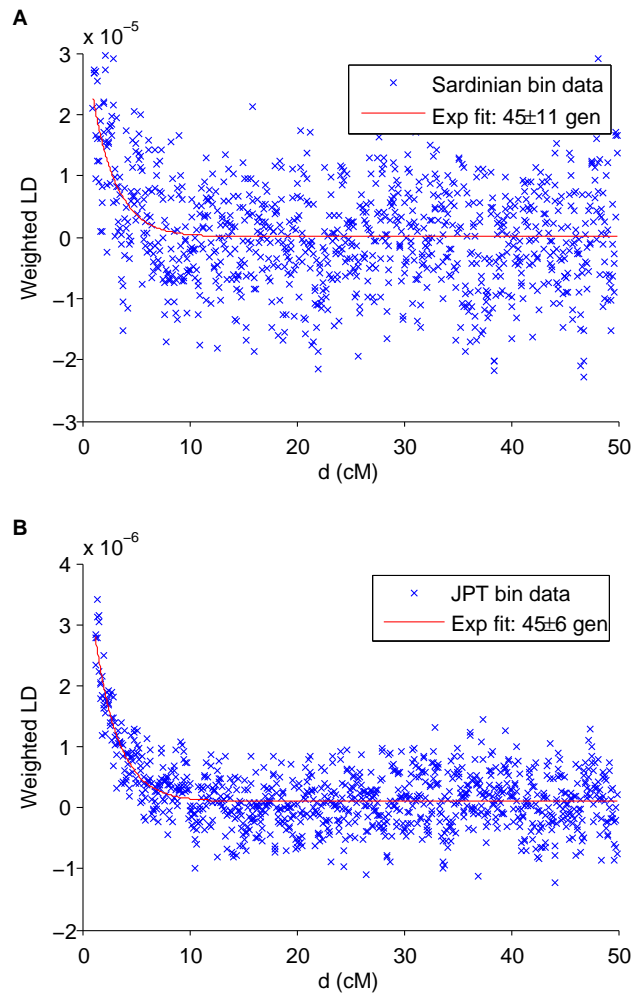 A
x 10−5
3
2
1
0
−1
−2
−3
0 10 20 30 40 50
Weighted LD
d (cM)
Sardinian bin data
Exp fit: 45±11 gen
B
x 10−6
4
3
2
1
0
−1
−2
0 10 20 30 40 50
Weighted LD
d (cM)
JPT bin data
Exp fit: 45±6 gen